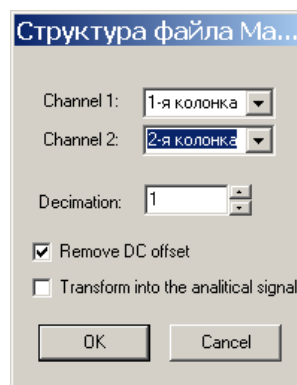 Структура файла Ма...
Channel 1: 1-я колонка
Channel 2: 2-я колонка
Decimation: 1
Remove DC offset
Transform into the analitical signal
OK Cancel